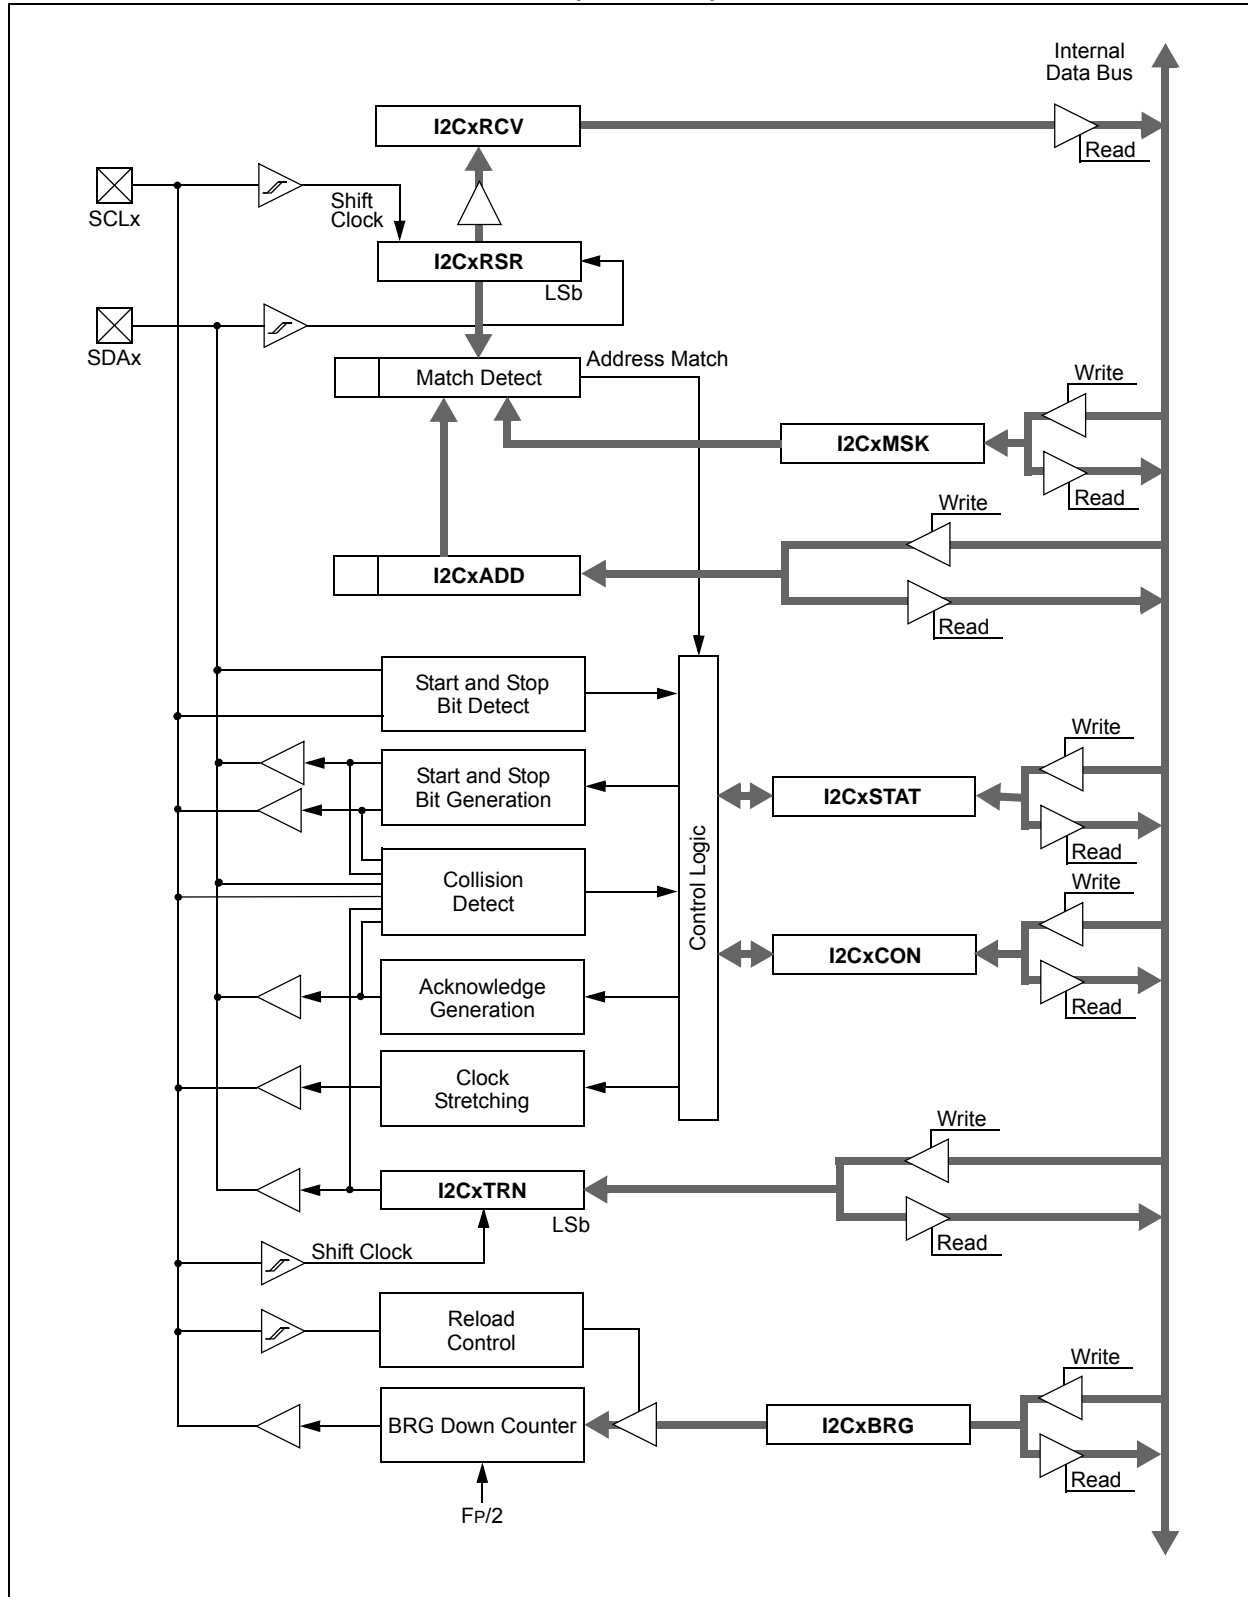 Internal
Data Bus
I2CxRCV
Read
SCLx
Shift
Clock
I2CxRSR
LSb
SDAx
Address Match
Match Detect
Write
I2CxMSK
Read
Write
I2CxADD
Read
Start and Stop
Bit Detect
Write
Start and Stop
Bit Generation
I2CxSTAT
Read
Control Logic
Collision
Detect
Write
I2CxCON
Read
Acknowledge
Generation
Clock
Stretching
Write
I2CxTRN
LSb
Read
Shift Clock
Reload
Control
Write
BRG Down Counter
I2CxBRG
Read
FP/2